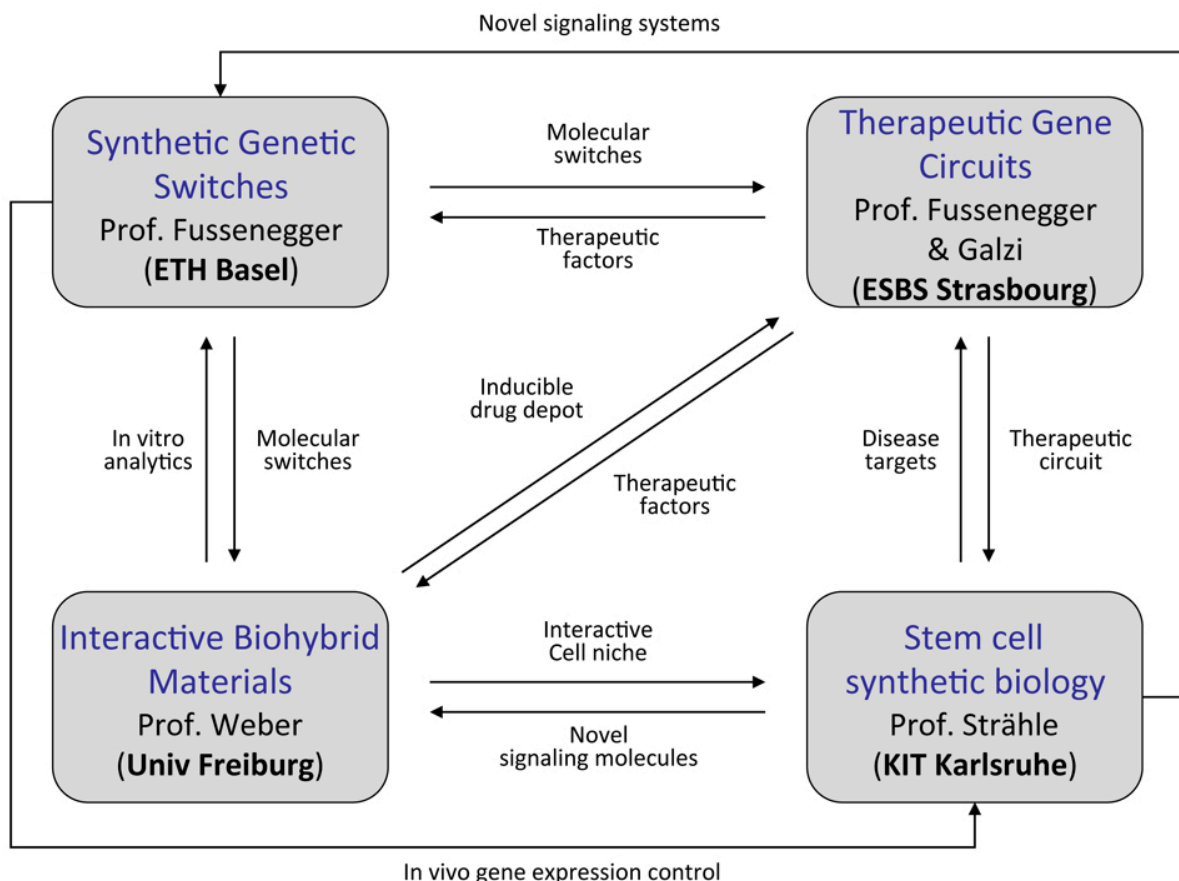 Novel signaling systems
Synthetic Genetic
Switches
Prof. Fussenegger
(ETH Basel)
Molecular
switches
Therapeutic
factors
Therapeutic Gene
Circuits
Prof. Fussenegger
& Galzi
(ESBS Strasbourg)
In vitro
analytics
Molecular
switches
Inducible
drug depot
Therapeutic
factors
Disease
targets
Therapeutic
circuit
Interactive Biohybrid
Materials
Prof. Weber
(Univ Freiburg)
Interactive
Cell niche
Novel
signaling molecules
Stem cell
synthetic biology
Prof. Strähle
(KIT Karlsruhe)
In vivo gene expression control